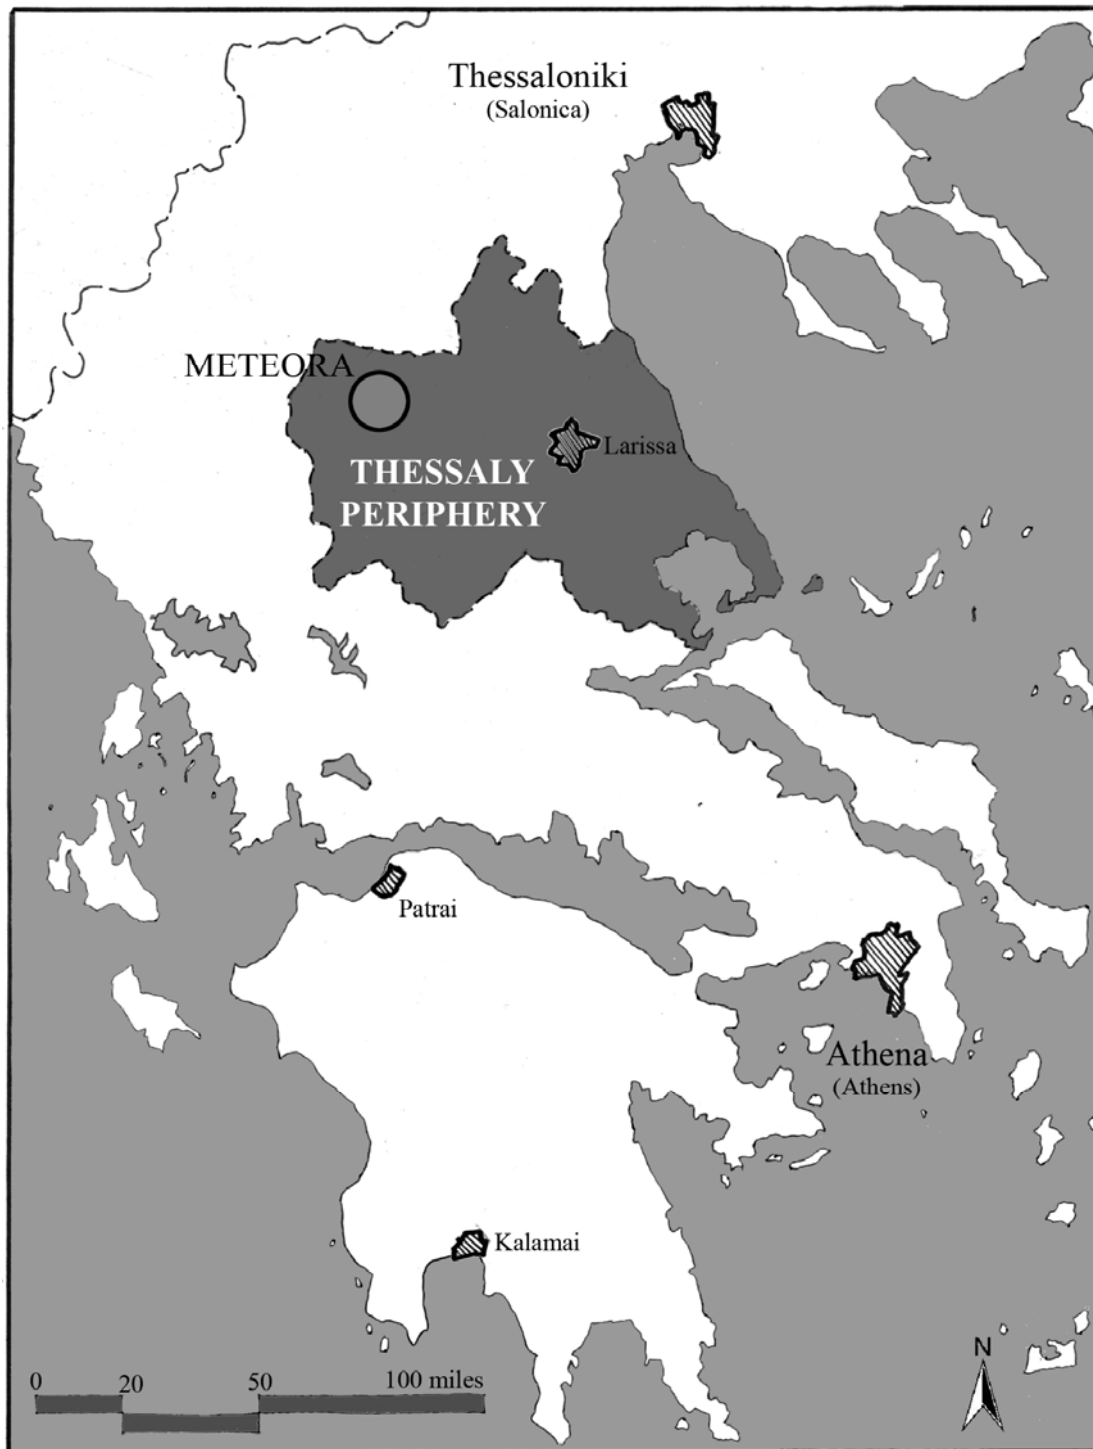 Thessaloniki
(Salonica)
METEORA
Larissa
THESSALY
PERIPHERY
Patrai
Athena
(Athens)
Kalamai
0 20 50 100 miles
N